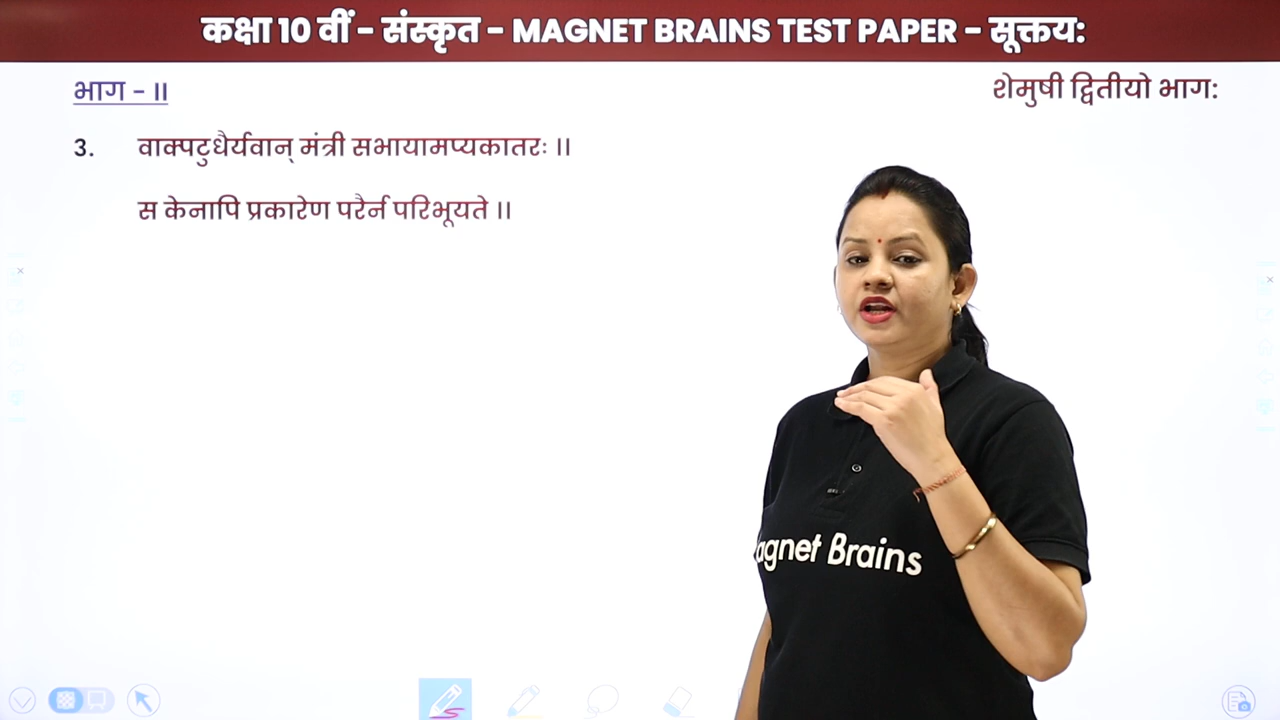 कक्षा 10 वीं - संस्कृत - MAGNET BRAINS TEST PAPER - सूक्तय:
भाग - II
शेमुषी द्वितीयो भाग:
3. वाक्पटुधैर्यवान् मंत्री सभायामप्यकातरः ।।
स केनापि प्रकारेण परैर्न परिभूयते ।।
agnet Brains